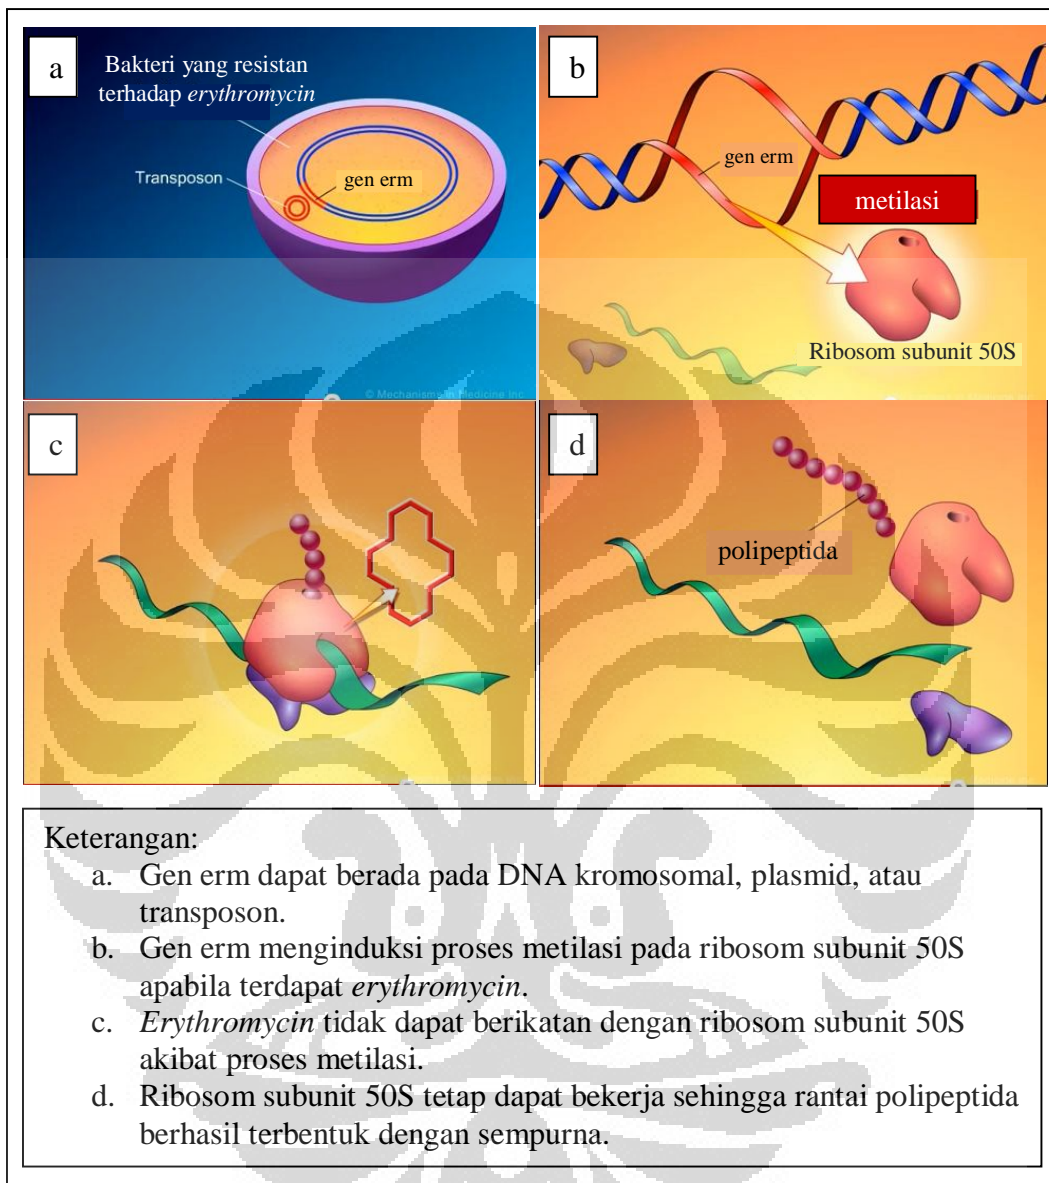 a
Bakteri yang resistan
terhadap erythromycin
Transposon
gen erm
© Mechanisms in Medicine Inc
b
gen erm
metilasi
Ribosom subunit 50S
c
d
polipeptida
Keterangan:
a. Gen erm dapat berada pada DNA kromosomal, plasmid, atau
transposon.
b. Gen erm menginduksi proses metilasi pada ribosom subunit 50S
apabila terdapat erythromycin.
c. Erythromycin tidak dapat berikatan dengan ribosom subunit 50S
akibat proses metilasi.
d. Ribosom subunit 50S tetap dapat bekerja sehingga rantai polipeptida
berhasil terbentuk dengan sempurna.